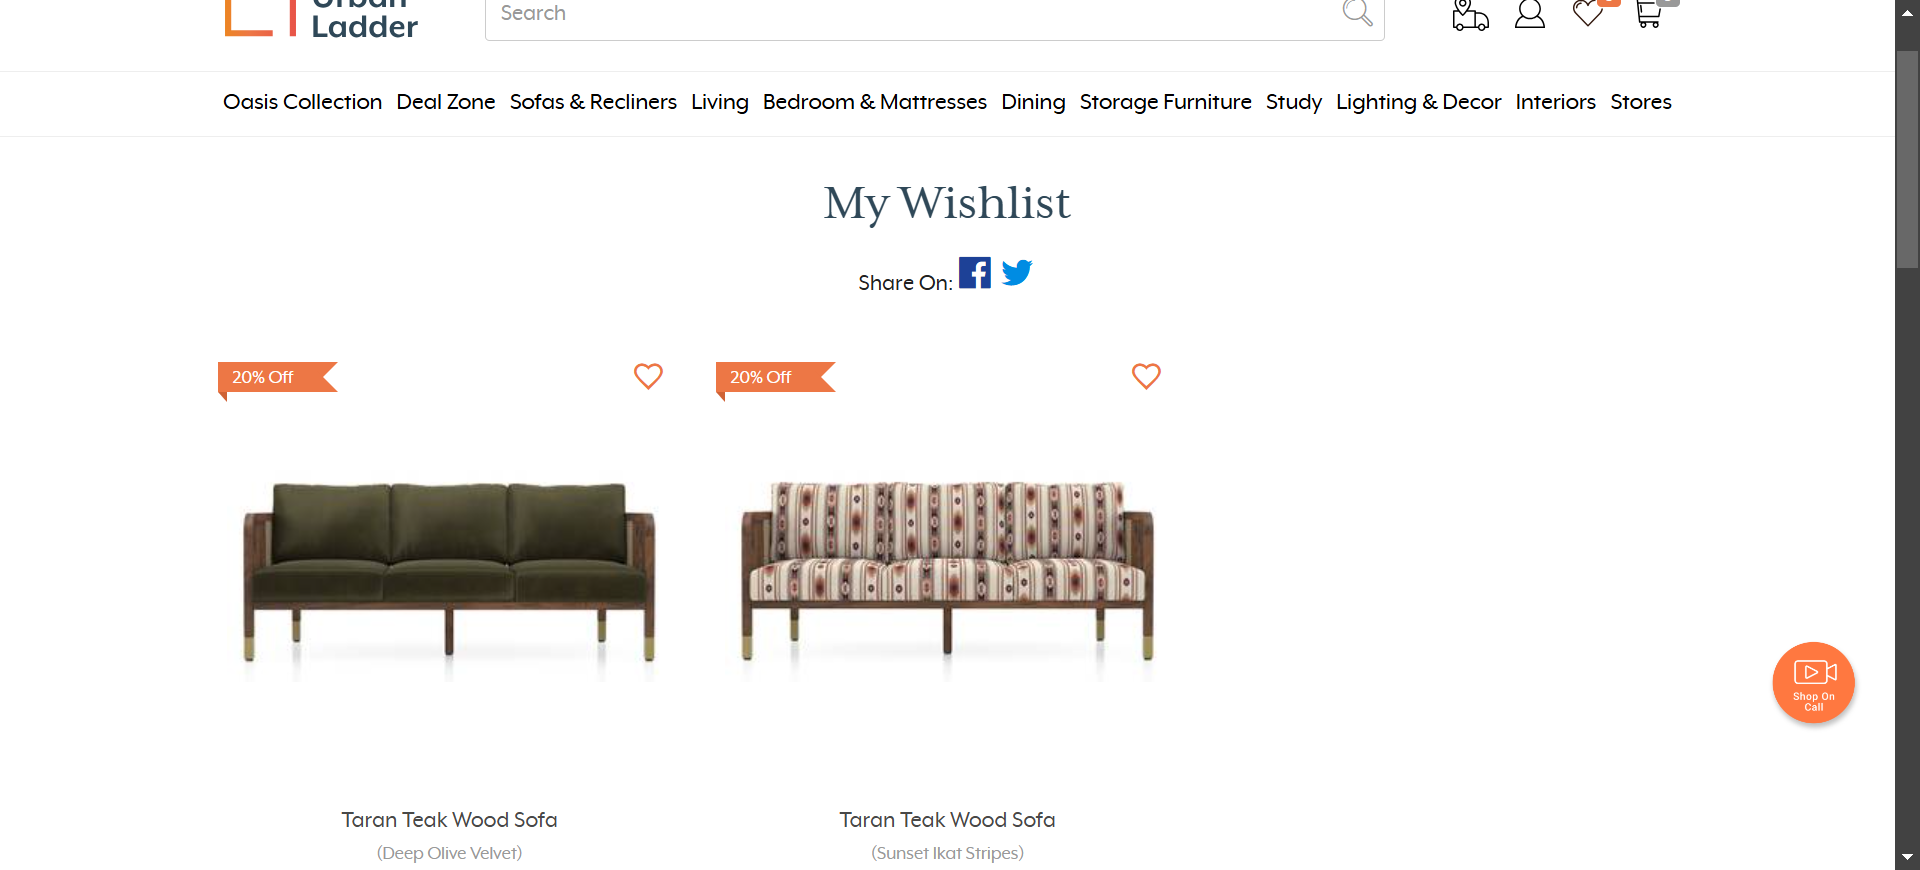 Urban
Ladder
Search
Oasis Collection Deal Zone Sofas & Recliners Living Bedroom & Mattresses Dining Storage Furniture Study Lighting & Decor Interiors Stores
My Wishlist
Share On:
20% Off
20% Off
Shop On
Call
Taran Teak Wood Sofa
(Deep Olive Velvet)
Taran Teak Wood Sofa
(Sunset Ikat Stripes)